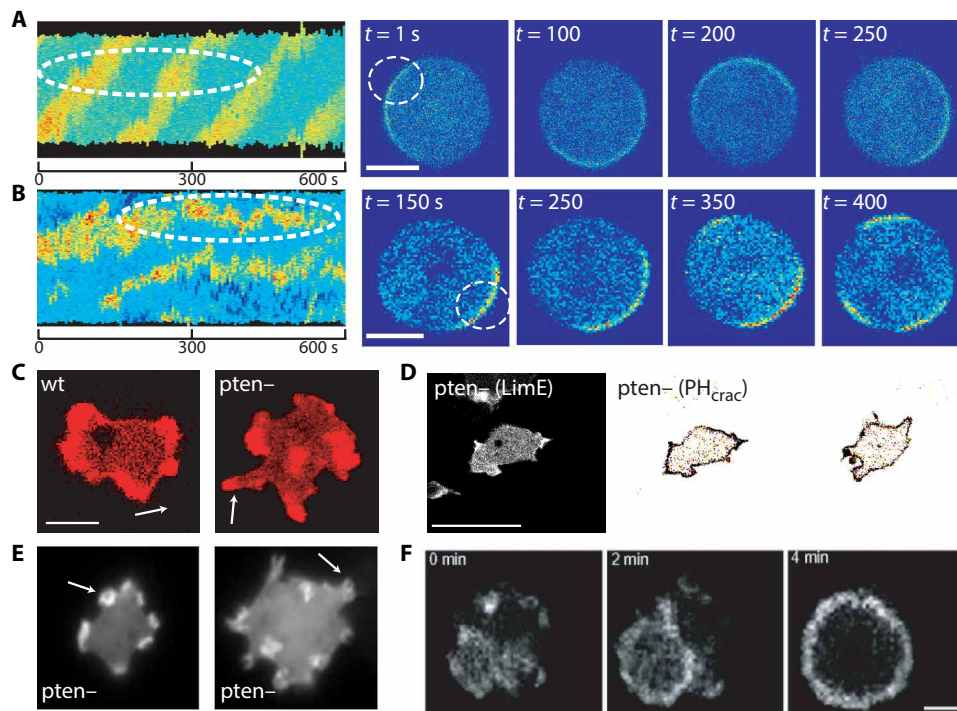 A
t = 1 s
100
200
250
0
300
600 s
B
t = 150 s
t = 250
t = 350
t = 400
0
300
600 s
C
wt
pten–
D
pten– (LimE)
pten– (PHcrac)
E
pten–
pten–
F
0 min
2 min
4 min